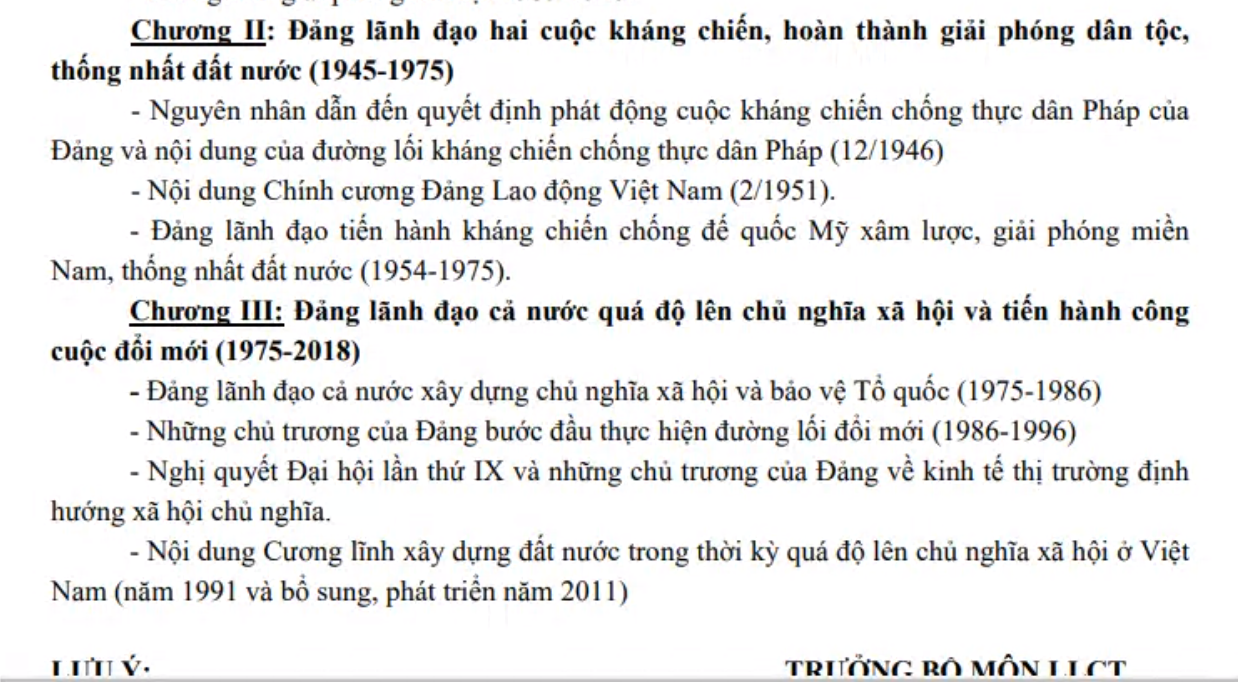 Chương II: Đảng lãnh đạo hai cuộc kháng chiến, hoàn thành giải phóng dân tộc,
thống nhất đất nước (1945-1975)
- Nguyên nhân dẫn đến quyết định phát động cuộc kháng chiến chống thực dân Pháp của
Đảng và nội dung của đường lối kháng chiến chống thực dân Pháp (12/1946)
- Nội dung Chính cương Đảng Lao động Việt Nam (2/1951).
- Đảng lãnh đạo tiến hành kháng chiến chống đế quốc Mỹ xâm lược, giải phóng miền
Nam, thống nhất đất nước (1954-1975).
Chương III: Đảng lãnh đạo cả nước quá độ lên chủ nghĩa xã hội và tiến hành công
cuộc đổi mới (1975-2018)
- Đảng lãnh đạo cả nước xây dựng chủ nghĩa xã hội và bảo vệ Tổ quốc (1975-1986)
- Những chủ trương của Đảng bước đầu thực hiện đường lối đổi mới (1986-1996)
- Nghị quyết Đại hội lần thứ IX và những chủ trương của Đảng về kinh tế thị trường định
hướng xã hội chủ nghĩa.
- Nội dung Cương lĩnh xây dựng đất nước trong thời kỳ quá độ lên chủ nghĩa xã hội ở Việt
Nam (năm 1991 và bổ sung, phát triển năm 2011)
LƯU Ý: TRƯỞNG BỘ MÔN LLCT